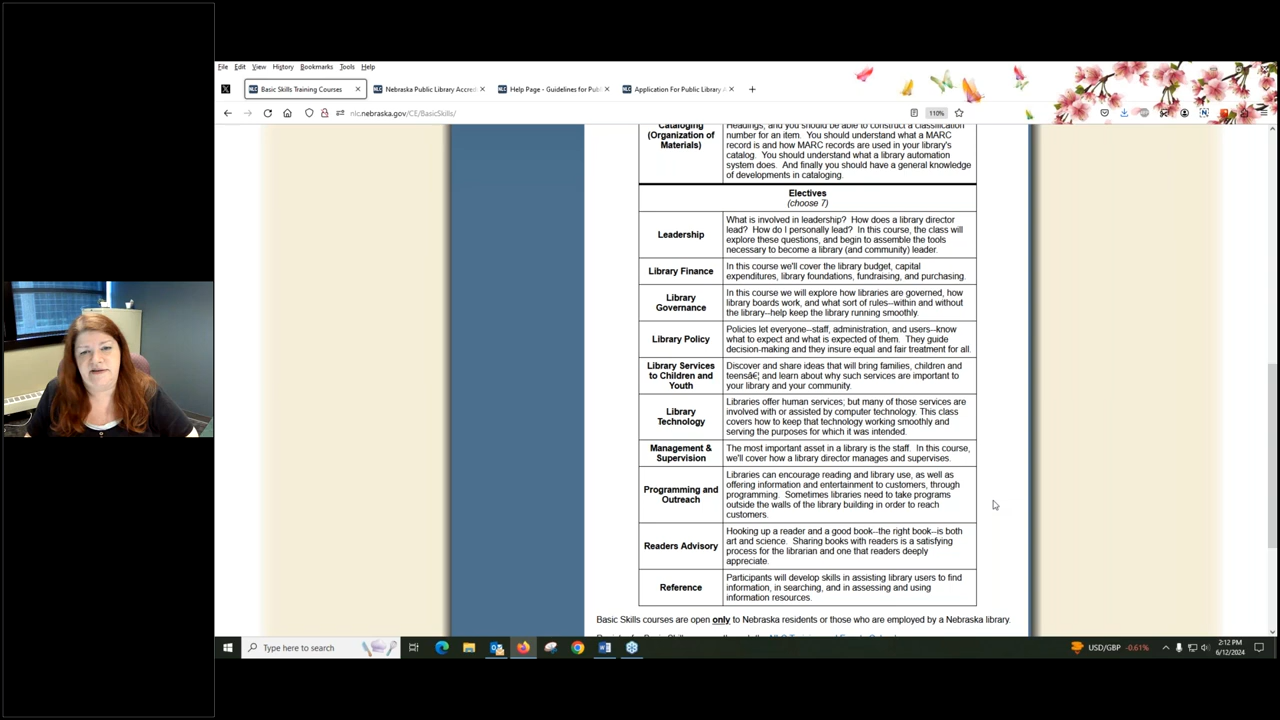 File Edit View History Bookmarks Tools Help
Basic Skills Training Courses
Nebraska Public Library Accred
Help Page - Guidelines for Publ
Application For Public Library A
nlc.nebraska.gov/CE/BasicSkills/
110%
Cataloging
(Organization of
Materials)
Headings, and you should be able to construct a classification
number for an item. You should understand what a MARC
record is and how MARC records are used in your library's
catalog. You should understand what a library automation
system does. And finally you should have a general knowledge
of developments in cataloging.
Electives
(choose 7)
Leadership
What is involved in leadership? How does a library director
lead? How do I personally lead? In this course, the class will
explore these questions, and begin to assemble the tools
necessary to become a library (and community) leader.
Library Finance
In this course we'll cover the library budget, capital
expenditures, library foundations, fundraising, and purchasing.
Library
Governance
In this course we will explore how libraries are governed, how
library boards work, and what sort of rules--within and without
the library--help keep the library running smoothly.
Library Policy
Policies let everyone--staff, administration, and users--know
what to expect and what is expected of them. They guide
decision-making and they insure equal and fair treatment for all.
Library Services
to Children and
Youth
Discover and share ideas that will bring families, children and
teensâ€¦ and learn about why such services are important to
your library and your community.
Library
Technology
Libraries offer human services; but many of those services are
involved with or assisted by computer technology. This class
covers how to keep that technology working smoothly and
serving the purposes for which it was intended.
Management &
Supervision
The most important asset in a library is the staff. In this course,
we'll cover how a library director manages and supervises.
Programming and
Outreach
Libraries can encourage reading and library use, as well as
offering information and entertainment to customers, through
programming. Sometimes libraries need to take programs
outside the walls of the library building in order to reach
customers.
Readers Advisory
Hooking up a reader and a good book--the right book--is both
art and science. Sharing books with readers is a satisfying
process for the librarian and one that readers deeply
appreciate.
Reference
Participants will develop skills in assisting library users to find
information, in searching, and in assessing and using
information resources.
Basic Skills courses are open only to Nebraska residents or those who are employed by a Nebraska library.
Type here to search
USD/GBP -0.61%
2:12 PM
6/12/2024